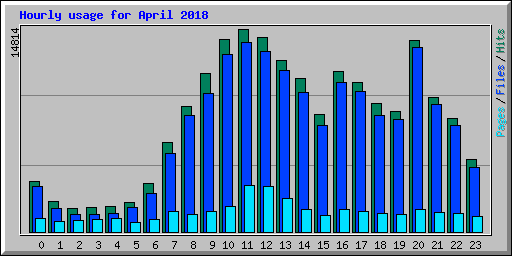 Hourly usage for April 2018
14814
Pages / Files / Hits
0 1 2 3 4 5 6 7 8 9 10 11 12 13 14 15 16 17 18 19 20 21 22 23